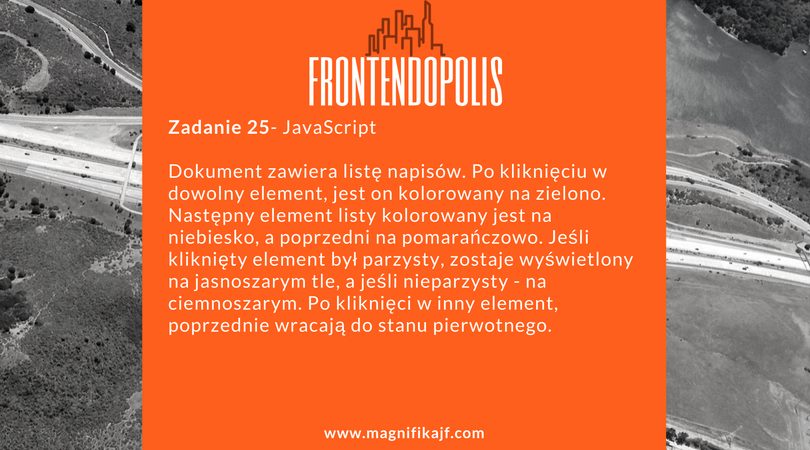 FRONTENDOPOLIS
Zadanie 25- JavaScript
Dokument zawiera listę napisów. Po kliknięciu w
dowolny element, jest on kolorowany na zielono.
Następny element listy kolorowany jest na
niebiesko, a poprzedni na pomarańczowo. Jeśli
kliknięty element był parzysty, zostaje wyświetlony
na jasnoszarym tle, a jeśli nieparzysty - na
ciemnoszarym. Po kliknięci w inny element,
poprzednie wracają do stanu pierwotnego.
www.magnifikajf.com